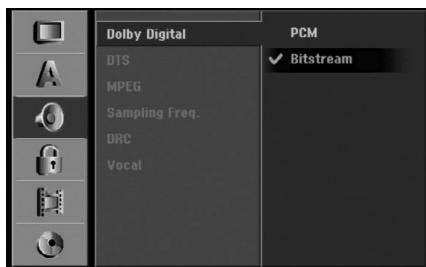 Dolby Digital
DTS
MPEG
Sampling Freq.
DRC
Vocal
PCM
Bitstream